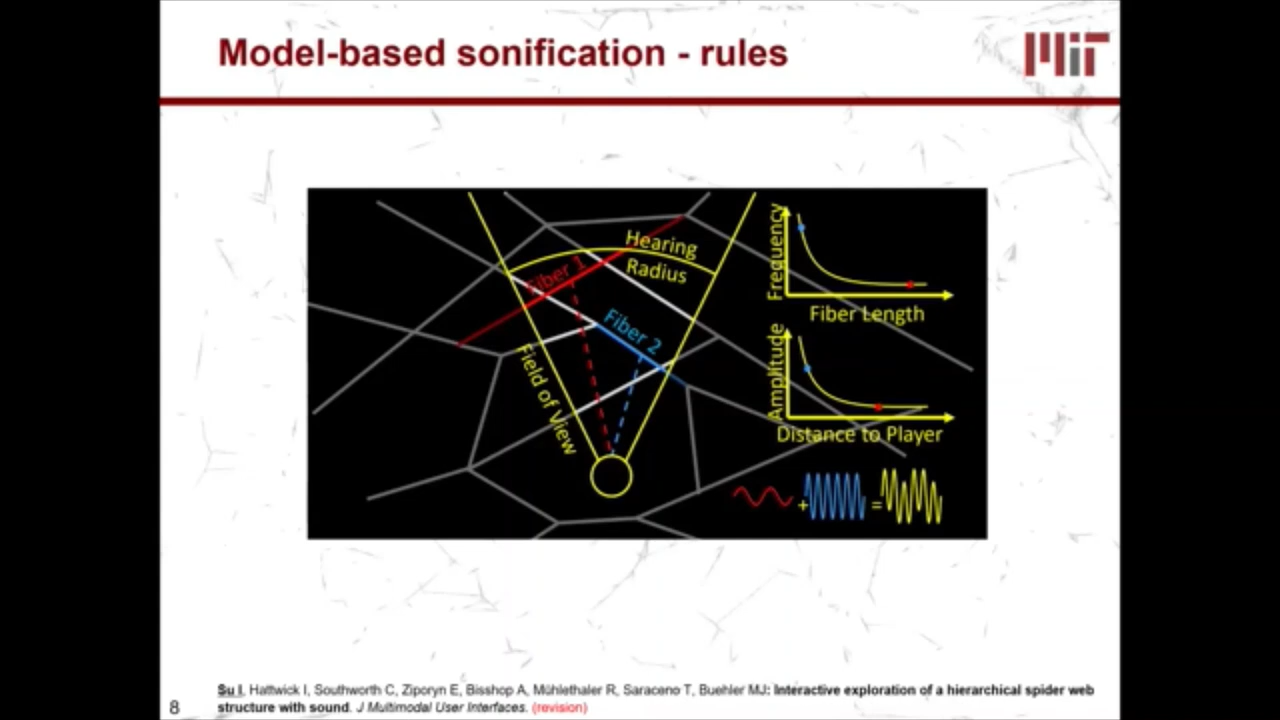 Model-based sonification - rules
MIT
Hearing
Radius
Fiber 1
Fiber 2
Field of View
Frequency
Fiber Length
Amplitude
Distance to Player
+
=
Su I, Hattwick I, Southworth C, Ziporyn E, Bisshop A, Mühlethaler R, Saraceno T, Buehler MJ: Interactive exploration of a hierarchical spider web
structure with sound. J Multimodal User Interfaces. (revision)
8